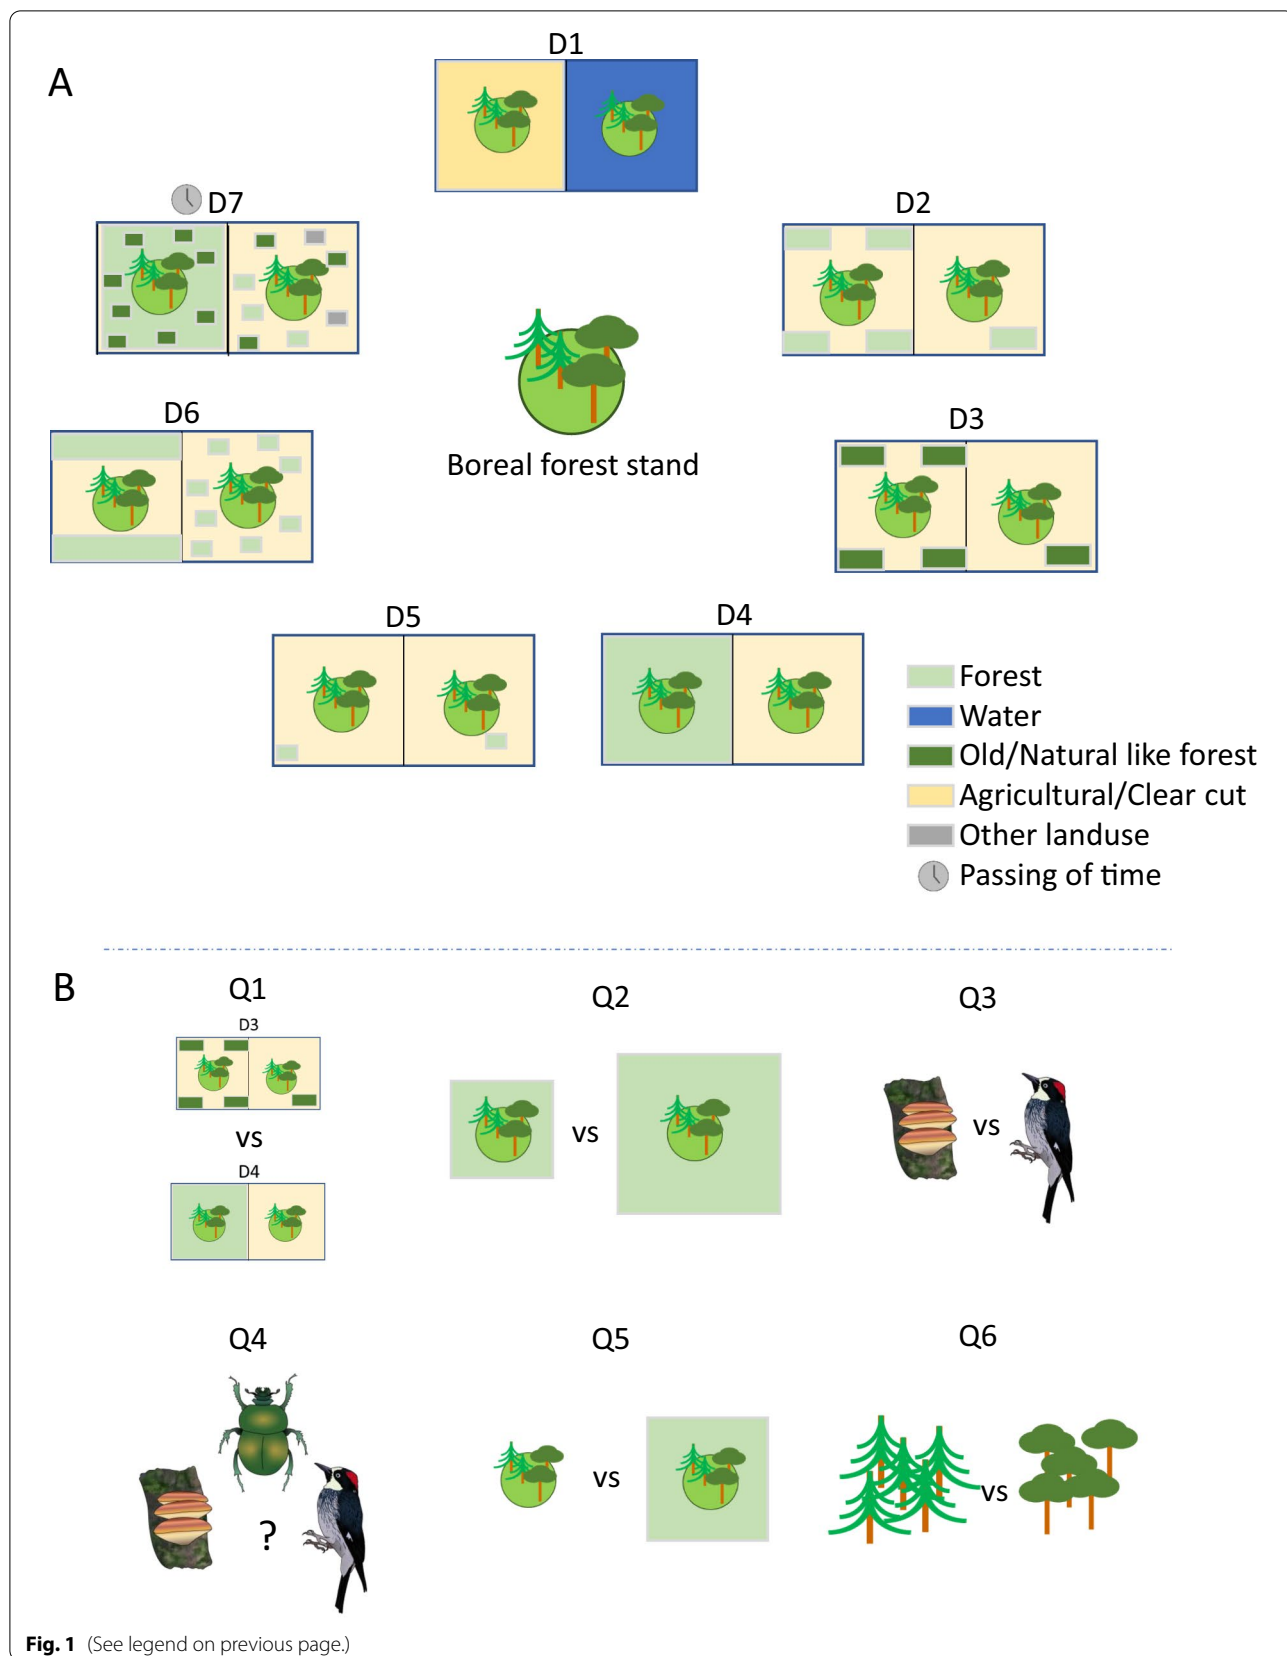 A
D1
D7
D2
D6
D3
Boreal forest stand
D5
D4
Forest
Water
Old/Natural like forest
Agricultural/Clear cut
Other landuse
Passing of time
B
Q1
Q2
Q3
D3
vs
D4
vs
vs
Q4
Q5
Q6
?
vs
vs
Fig. 1 (See legend on previous page.)